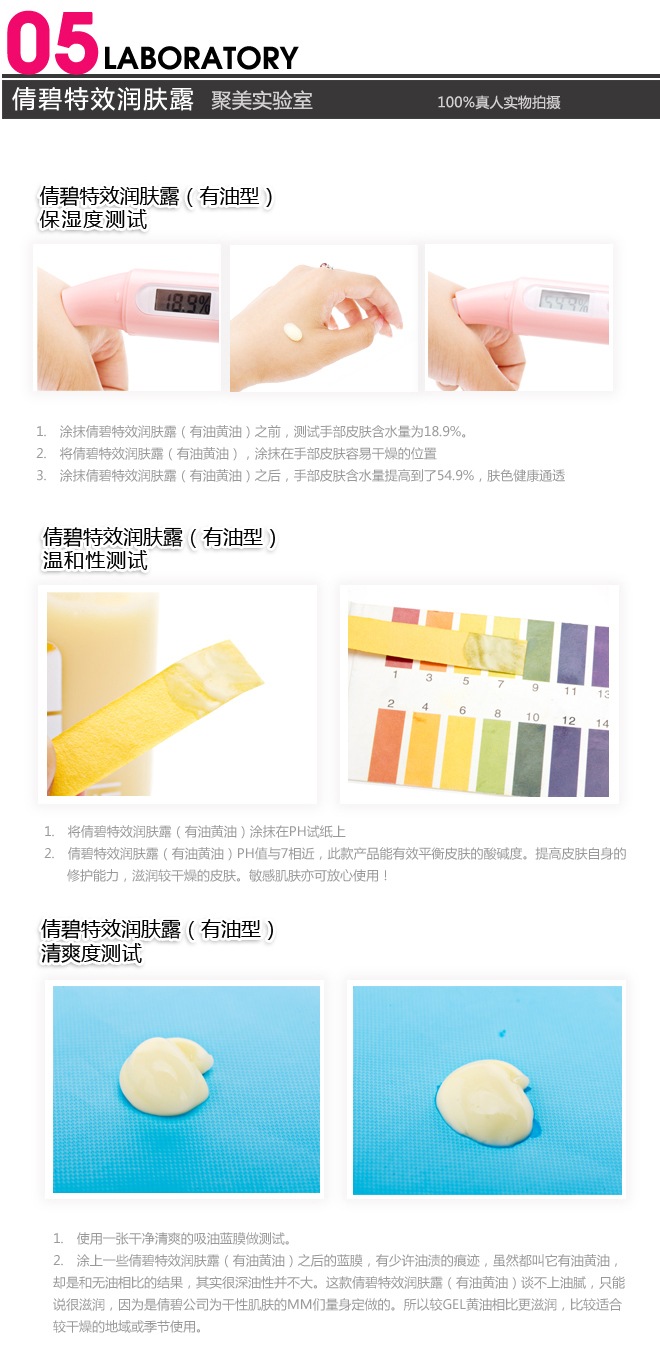 05 LABORATORY
倩碧特效润肤露 聚美实验室 100%真人实物拍摄
倩碧特效润肤露（有油型）
保湿度测试
18.9%
54.9%
1. 涂抹倩碧特效润肤露（有油黄油）之前，测试手部皮肤含水量为18.9%。
2. 将倩碧特效润肤露（有油黄油），涂抹在手部皮肤容易干燥的位置
3. 涂抹倩碧特效润肤露（有油黄油）之后，手部皮肤含水量提高到了54.9%，肤色健康通透
倩碧特效润肤露（有油型）
温和性测试
1 3 5 7 9 11 13
2 4 6 8 10 12 14
1. 将倩碧特效润肤露（有油黄油）涂抹在PH试纸上
2. 倩碧特效润肤露（有油黄油）PH值与7相近，此款产品能有效平衡皮肤的酸碱度。提高皮肤自身的
修护能力，滋润较干燥的皮肤。敏感肌肤亦可放心使用！
倩碧特效润肤露（有油型）
清爽度测试
1. 使用一张干净清爽的吸油蓝膜做测试。
2. 涂上一些倩碧特效润肤露（有油黄油）之后的蓝膜，有少许油渍的痕迹，虽然都叫它有油黄油，
却是和无油相比的结果，其实很深油性并不大。这款倩碧特效润肤露（有油黄油）谈不上油腻，只能
说很滋润，因为是倩碧公司为干性肌肤的MM们量身定做的。所以较GEL黄油相比更滋润，比较适合
较干燥的地域或季节使用。